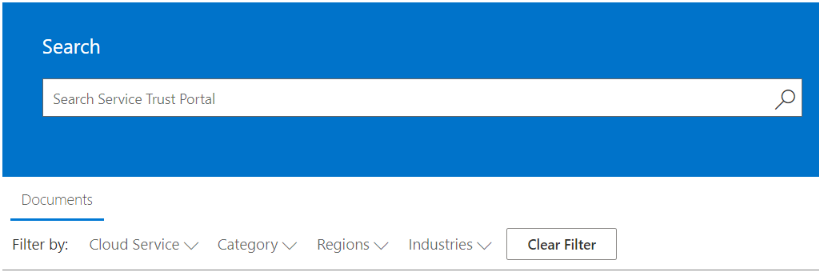 Search
Search Service Trust Portal
Documents
Filter by: Cloud Service Category Regions Industries Clear Filter